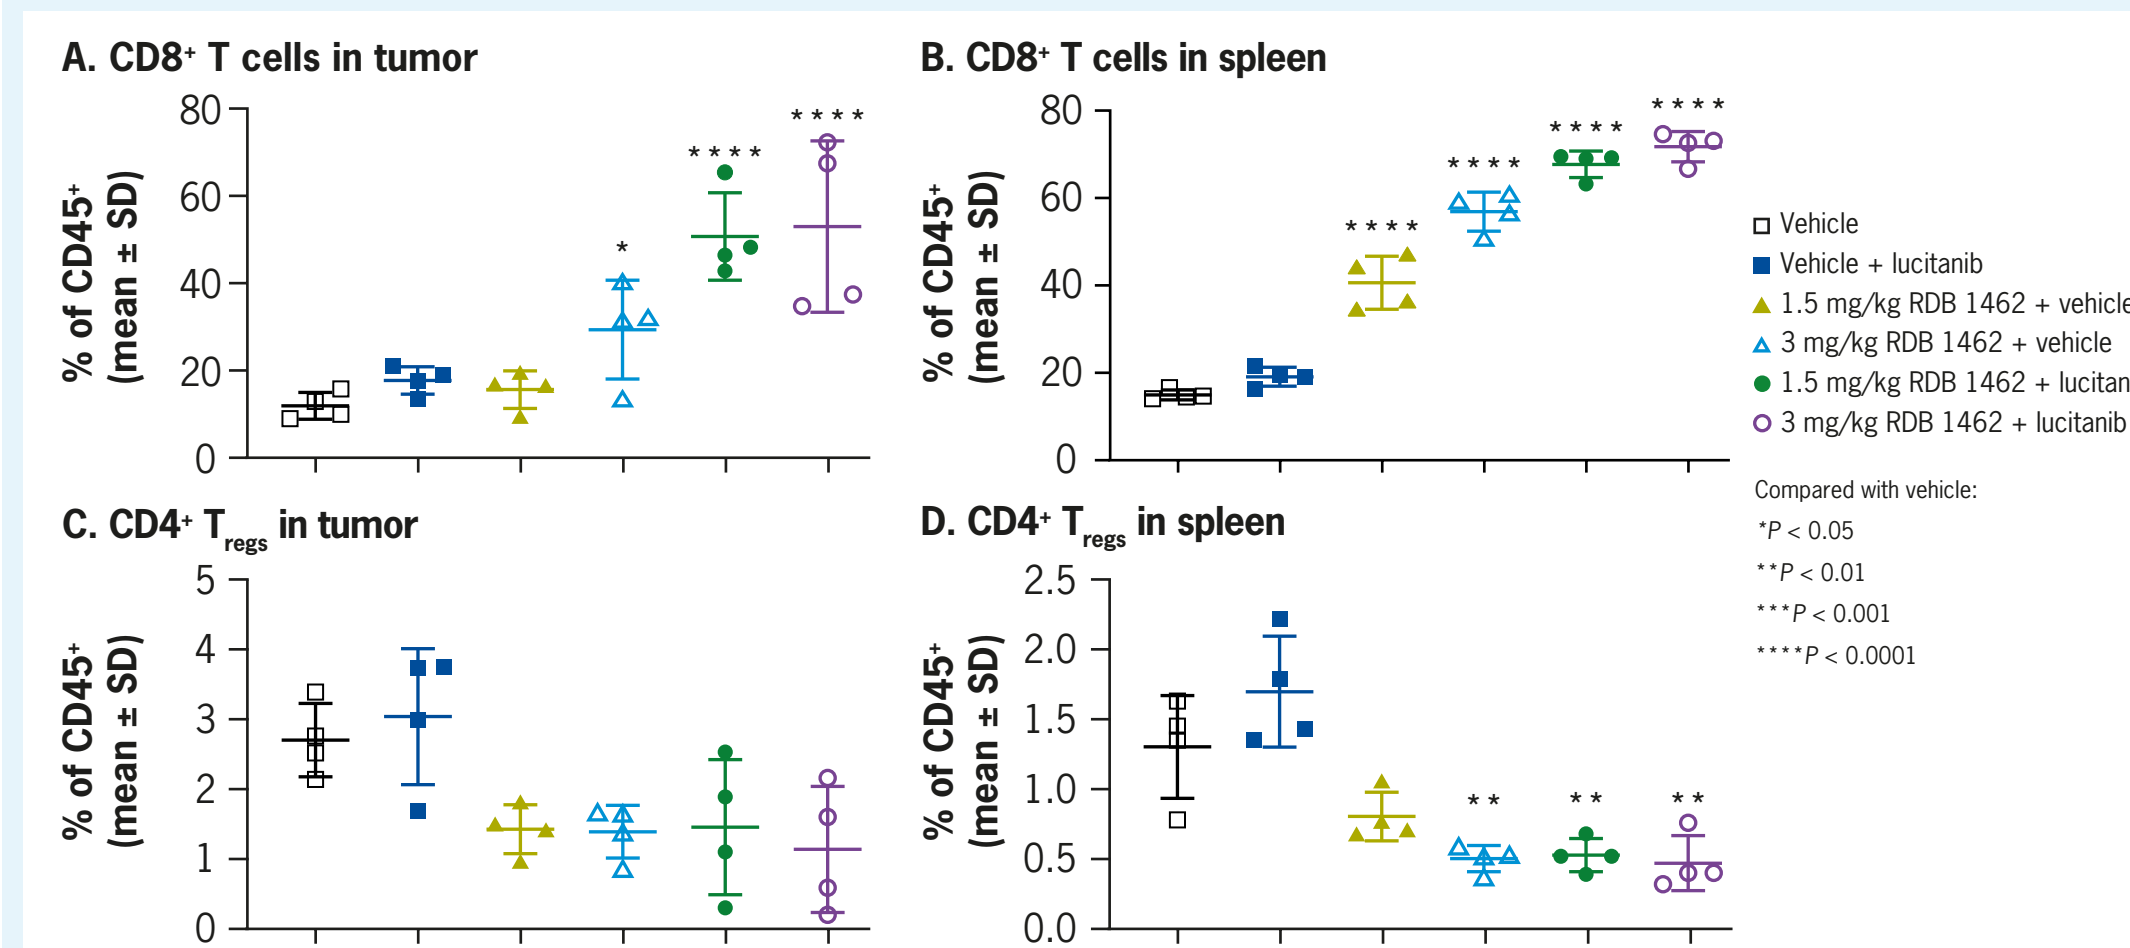 A. CD8+ T cells in tumor
% of CD45+
(mean ± SD)
80
60
40
20
0
*
****
****
B. CD8+ T cells in spleen
% of CD45+
(mean ± SD)
80
60
40
20
0
****
****
****
****
Vehicle
Vehicle + lucitanib
1.5 mg/kg RDB 1462 + vehicle
3 mg/kg RDB 1462 + vehicle
1.5 mg/kg RDB 1462 + lucitan
3 mg/kg RDB 1462 + lucitanib
Compared with vehicle:
*P < 0.05
**P < 0.01
***P < 0.001
****P < 0.0001
C. CD4+ Tregs in tumor
% of CD45+
(mean ± SD)
5
4
3
2
1
0
D. CD4+ Tregs in spleen
% of CD45+
(mean ± SD)
2.5
2.0
1.5
1.0
0.5
0.0
**
**
**